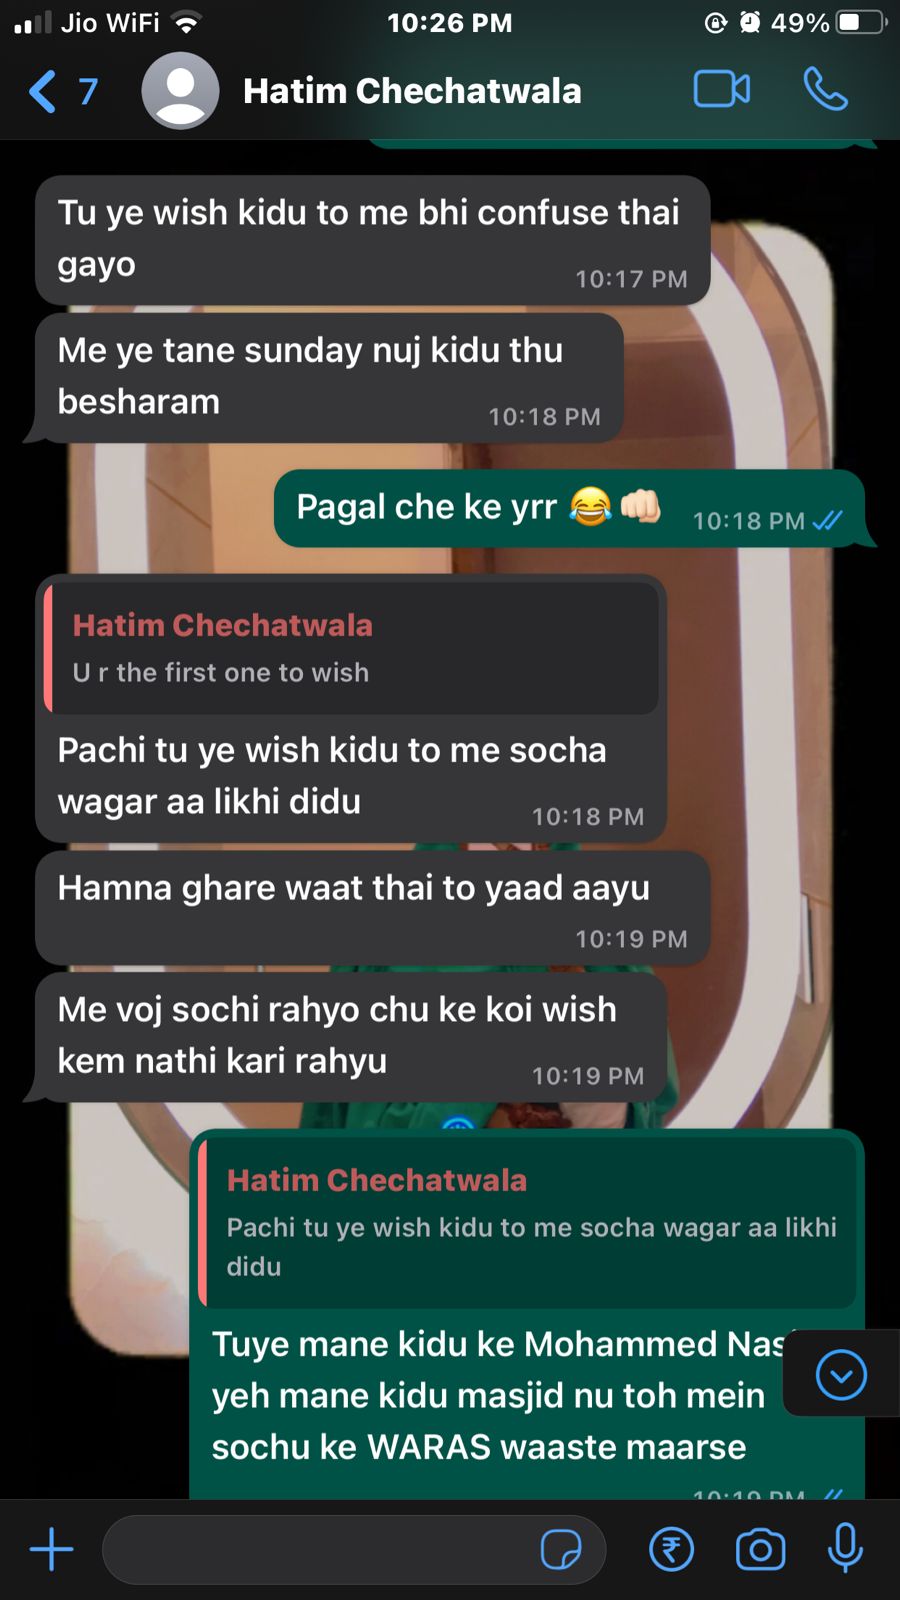 Jio WiFi 10:26 PM 49%
7 Hatim Chechatwala
Tu ye wish kidu to me bhi confuse thai
gayo
10:17 PM
Me ye tane sunday nuj kidu thu
besharam
10:18 PM
Pagal che ke yrr 😂👊🏻
10:18 PM
Hatim Chechatwala
U r the first one to wish
Pachi tu ye wish kidu to me socha
wagar aa likhi didu
10:18 PM
Hamna ghare waat thai to yaad aayu
10:19 PM
Me voj sochi rahyo chu ke koi wish
kem nathi kari rahyu
10:19 PM
Hatim Chechatwala
Pachi tu ye wish kidu to me socha wagar aa likhi
didu
Tuye mane kidu ke Mohammed
yeh mane kidu masjid nu toh mein
sochu ke WARAS waaste maarse
10:19 PM